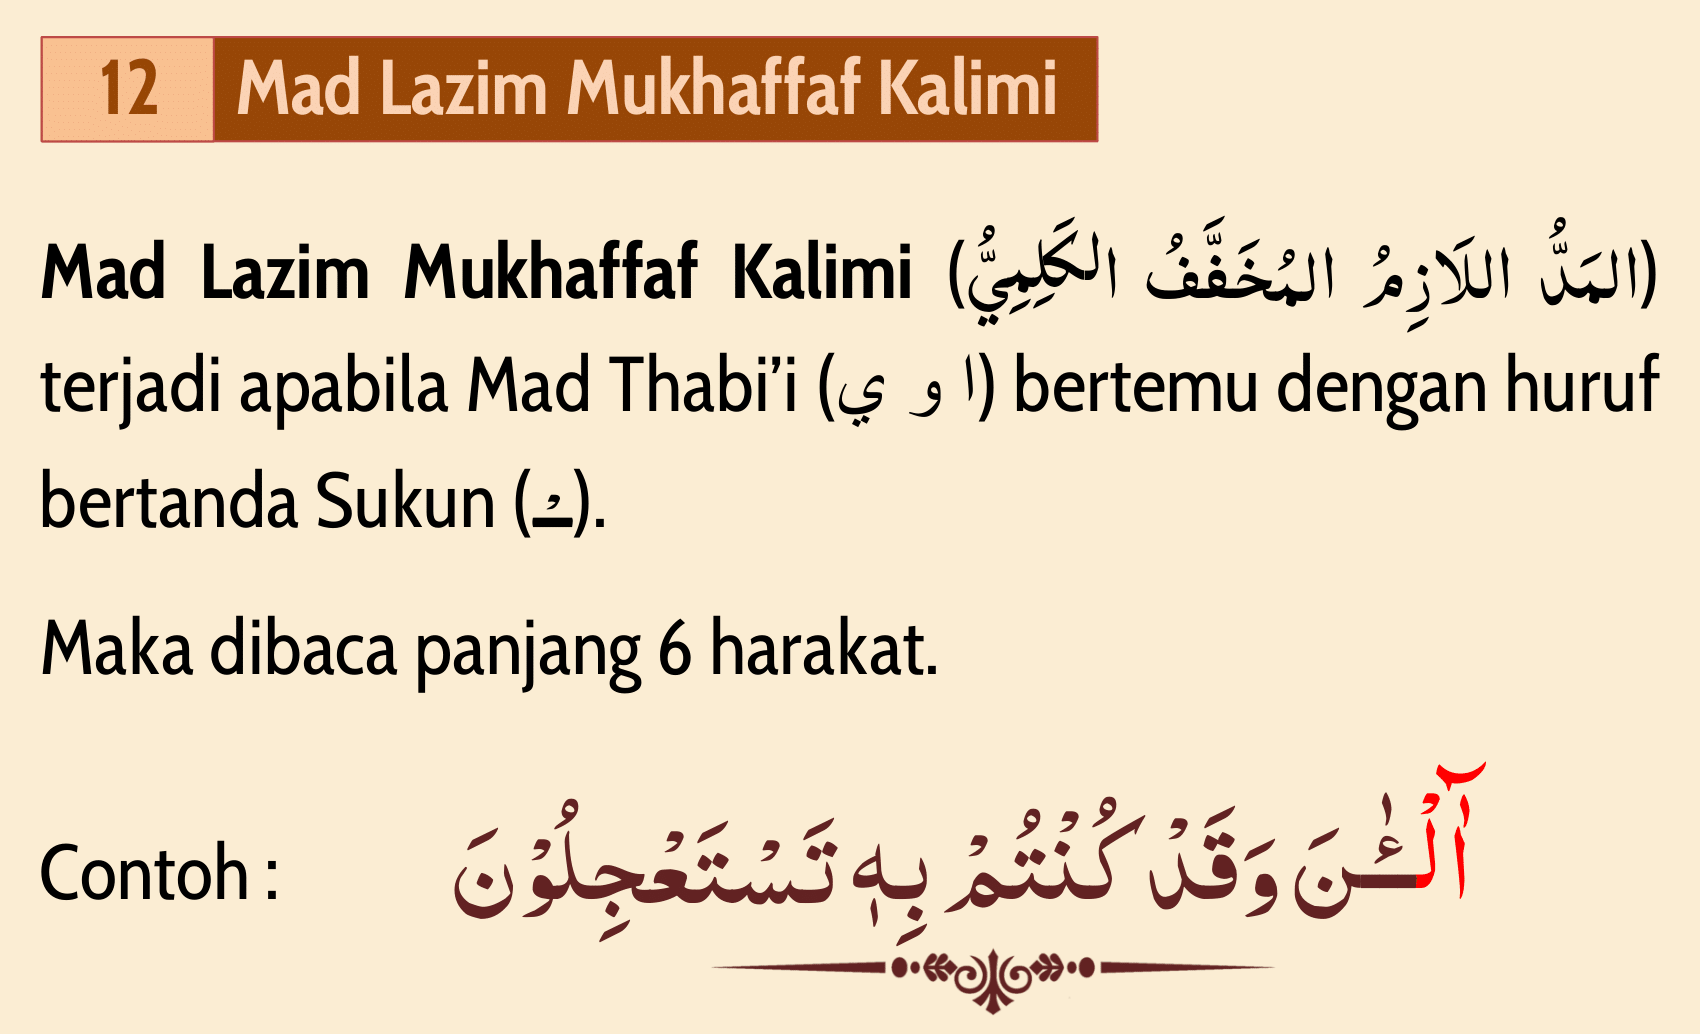 12 Mad Lazim Mukhaffaf Kalimi
Mad Lazim Mukhaffaf Kalimi (المَدُّ اللَازِمُ المُخَفَّفُ الكَلِمِيُّ)
terjadi apabila Mad Thabi’i (ا و ي) bertemu dengan huruf
bertanda Sukun (ـْ).
Maka dibaca panjang 6 harakat.
Contoh : اٰۤلْـٰٔنَ وَقَدْ كُنْتُمْ بِهٖ تَسْتَعْجِلُوْنَ